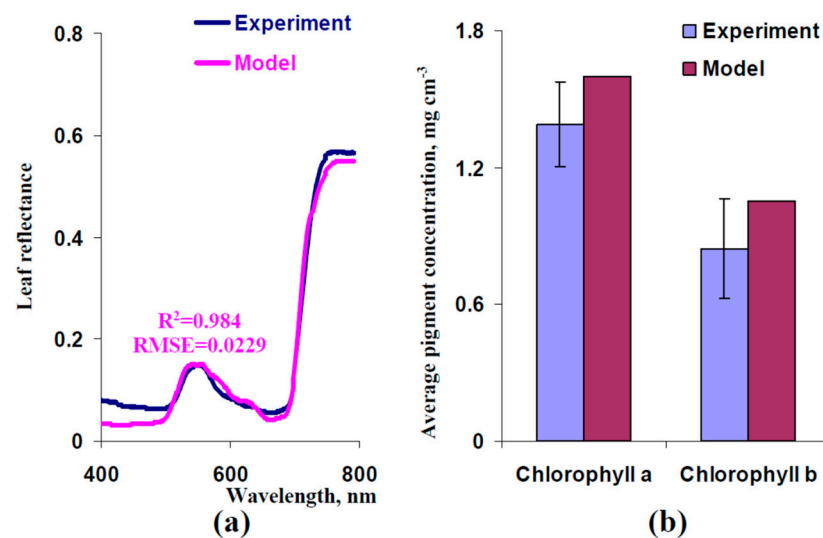 Experiment
Model
0.8
0.6
0.4
0.2
0
Leaf reflectance
R²=0.984
RMSE=0.0229
400
600
800
Wavelength, nm
(a)
Experiment
Model
1.8
1.2
0.6
0
Average pigment concentration, mg cm⁻³
Chlorophyll a
Chlorophyll b
(b)